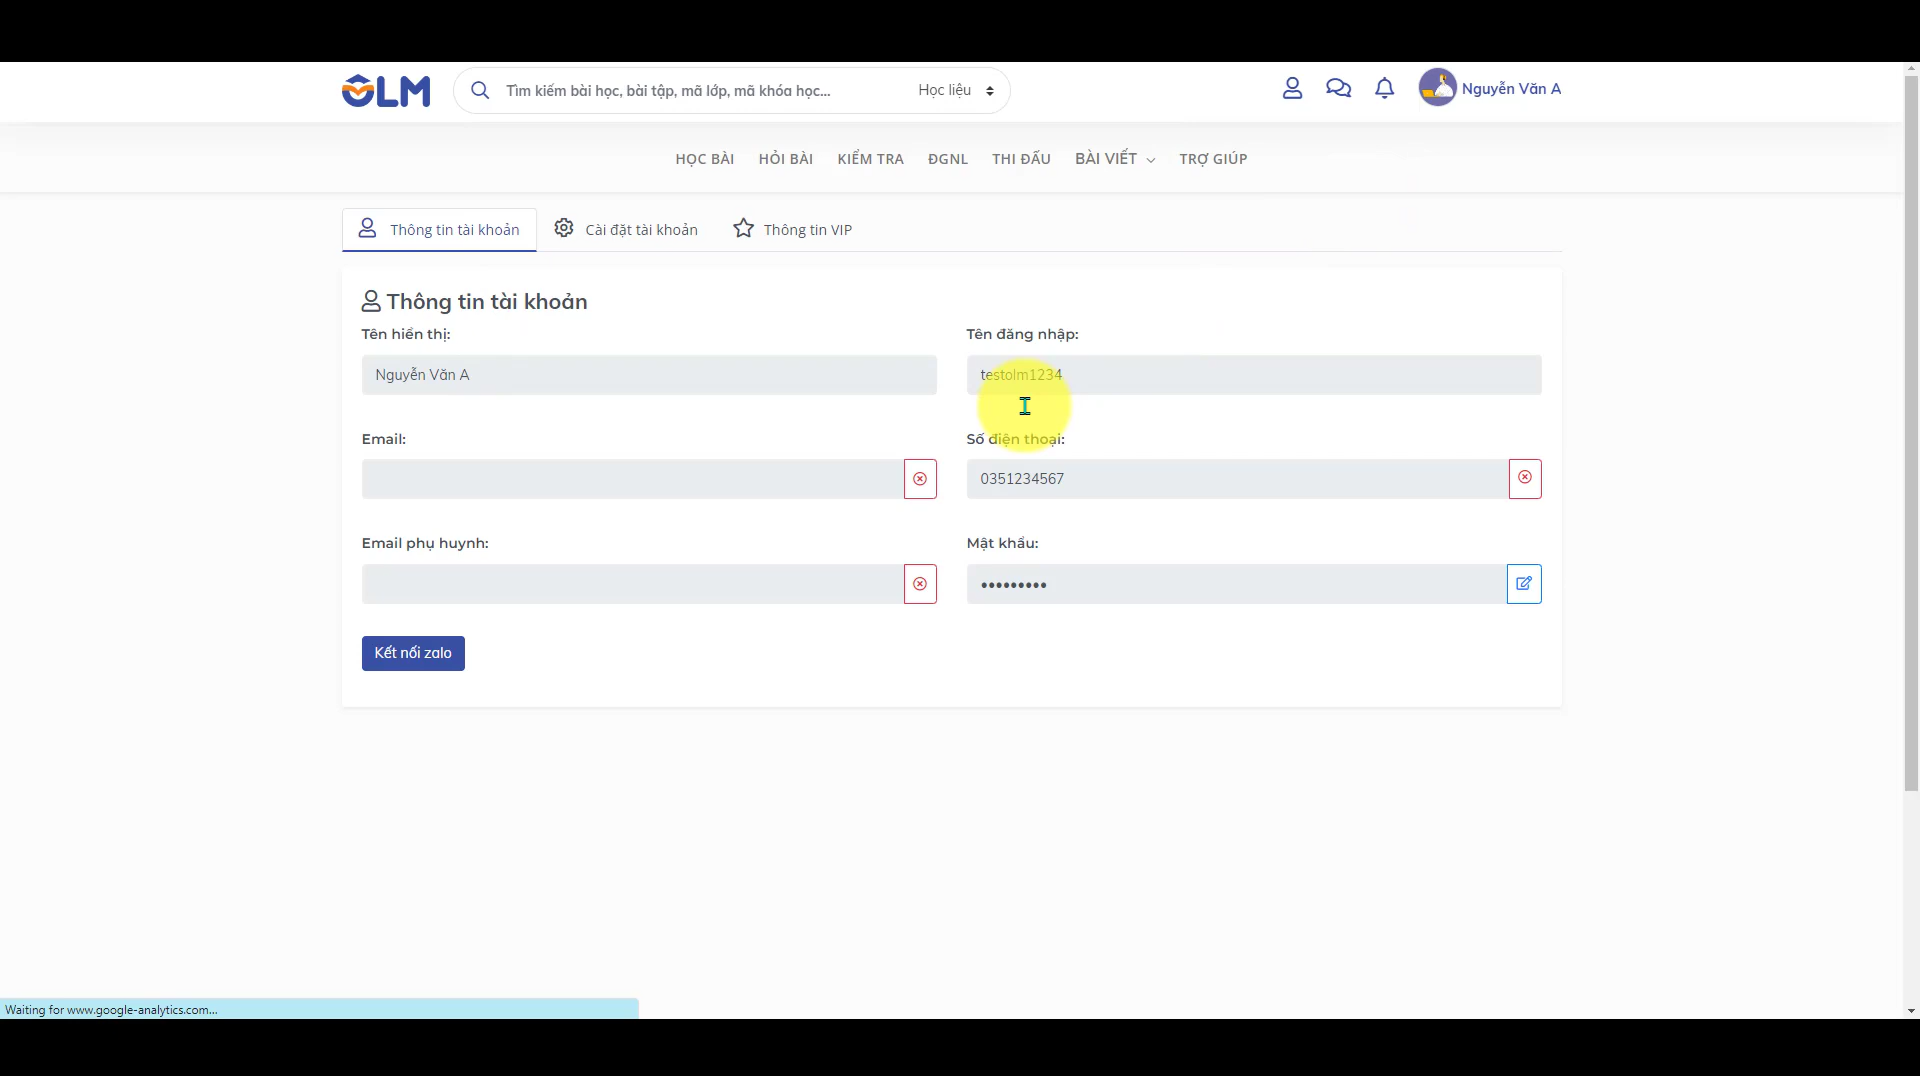 OLM
Tìm kiếm bài học, bài tập, mã lớp, mã khóa học...
Học liệu
Nguyễn Văn A
HỌC BÀI
HỎI BÀI
KIỂM TRA
ĐGNL
THI ĐẤU
BÀI VIẾT
TRỢ GIÚP
Thông tin tài khoản
Cài đặt tài khoản
Thông tin VIP
Thông tin tài khoản
Tên hiển thị:
Tên đăng nhập:
Nguyễn Văn A
testolm1234
Email:
Số điện thoại:
0351234567
Email phụ huynh:
Mật khẩu:
•••••••••
Kết nối zalo
Waiting for www.google-analytics.com...